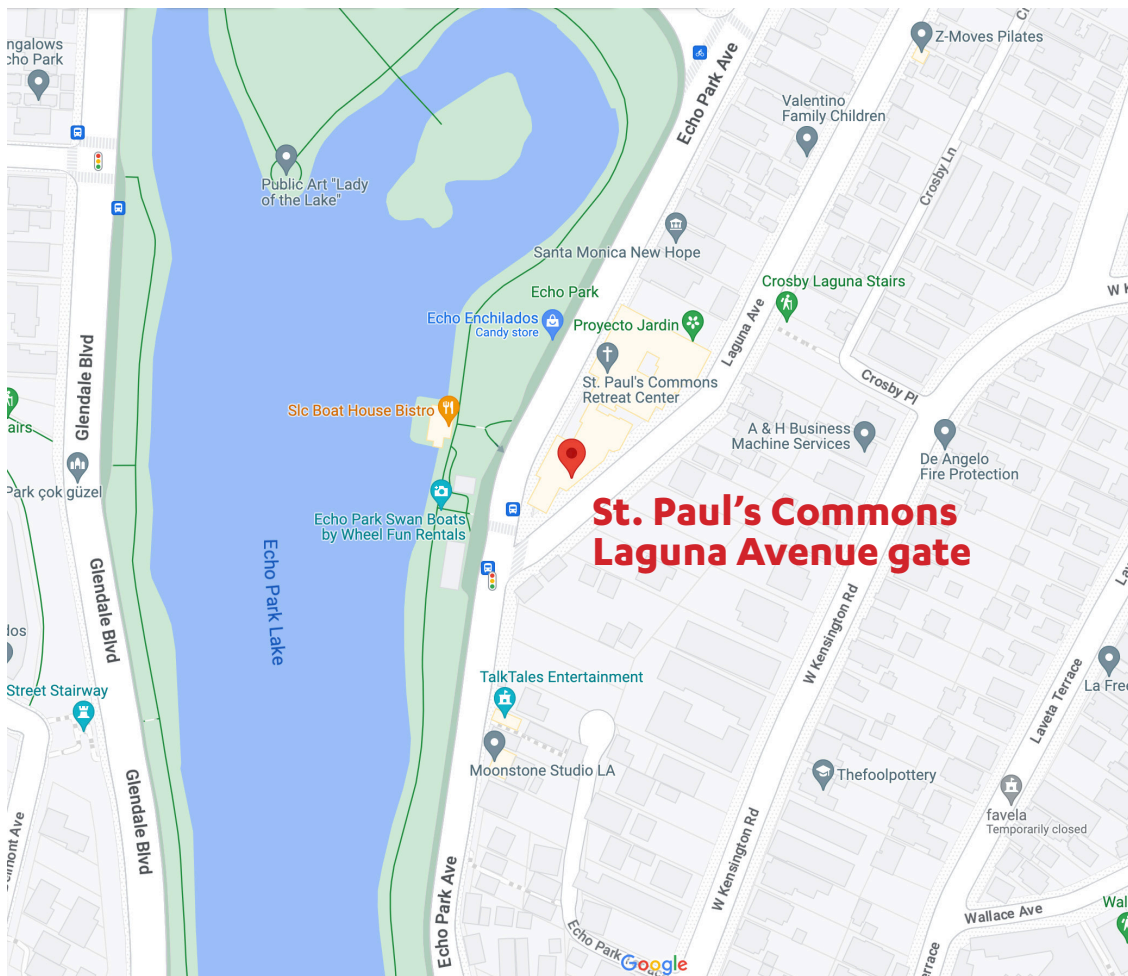 ngalows
cho Park
Z-Moves Pilates
Echo Park Ave
Valentino
Family Children
Crosby Ln
Public Art "Lady
of the Lake"
Santa Monica New Hope
Crosby Laguna Stairs
W K
Echo Park
Echo Enchilados
Candy store
Proyecto Jardin
Laguna Ave
Glendale Blvd
St. Paul's Commons
Retreat Center
Crosby Pl
Slc Boat House Bistro
airs
A & H Business
Machine Services
De Angelo
Fire Protection
Park çok güzel
Echo Park Swan Boats
by Wheel Fun Rentals
St. Paul's Commons
Laguna Avenue gate
Echo Park Lake
Glendale Blvd
W Kensington Rd
dos
Street Stairway
TalkTales Entertainment
La Free
Laveta Terrace
Moonstone Studio LA
Thefoolpottery
Glendale Blvd
favela
Temporarily closed
W Kensington Rd
Echo Park Ave
Wallace Ave
Wal
Echo Park
Google
errace